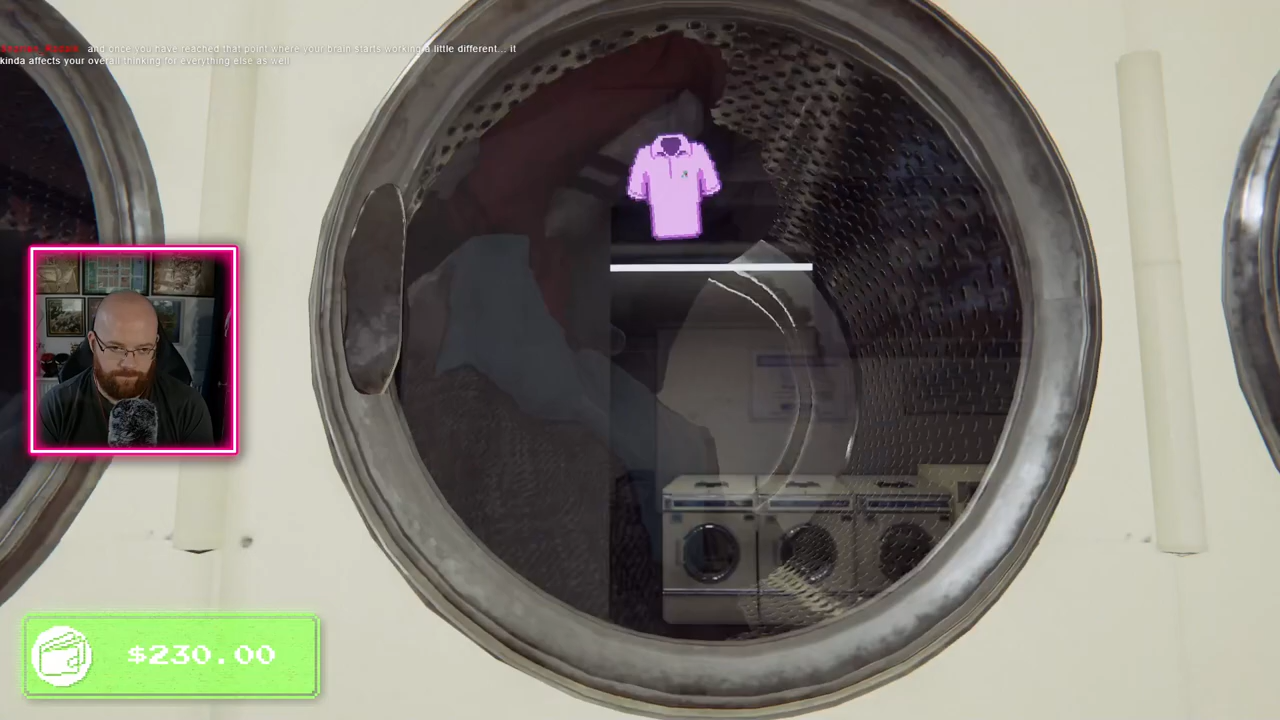 and once you have reached that point where your brain starts working a little different... it
kinda affects your overall thinking for everything else as well
$230.00